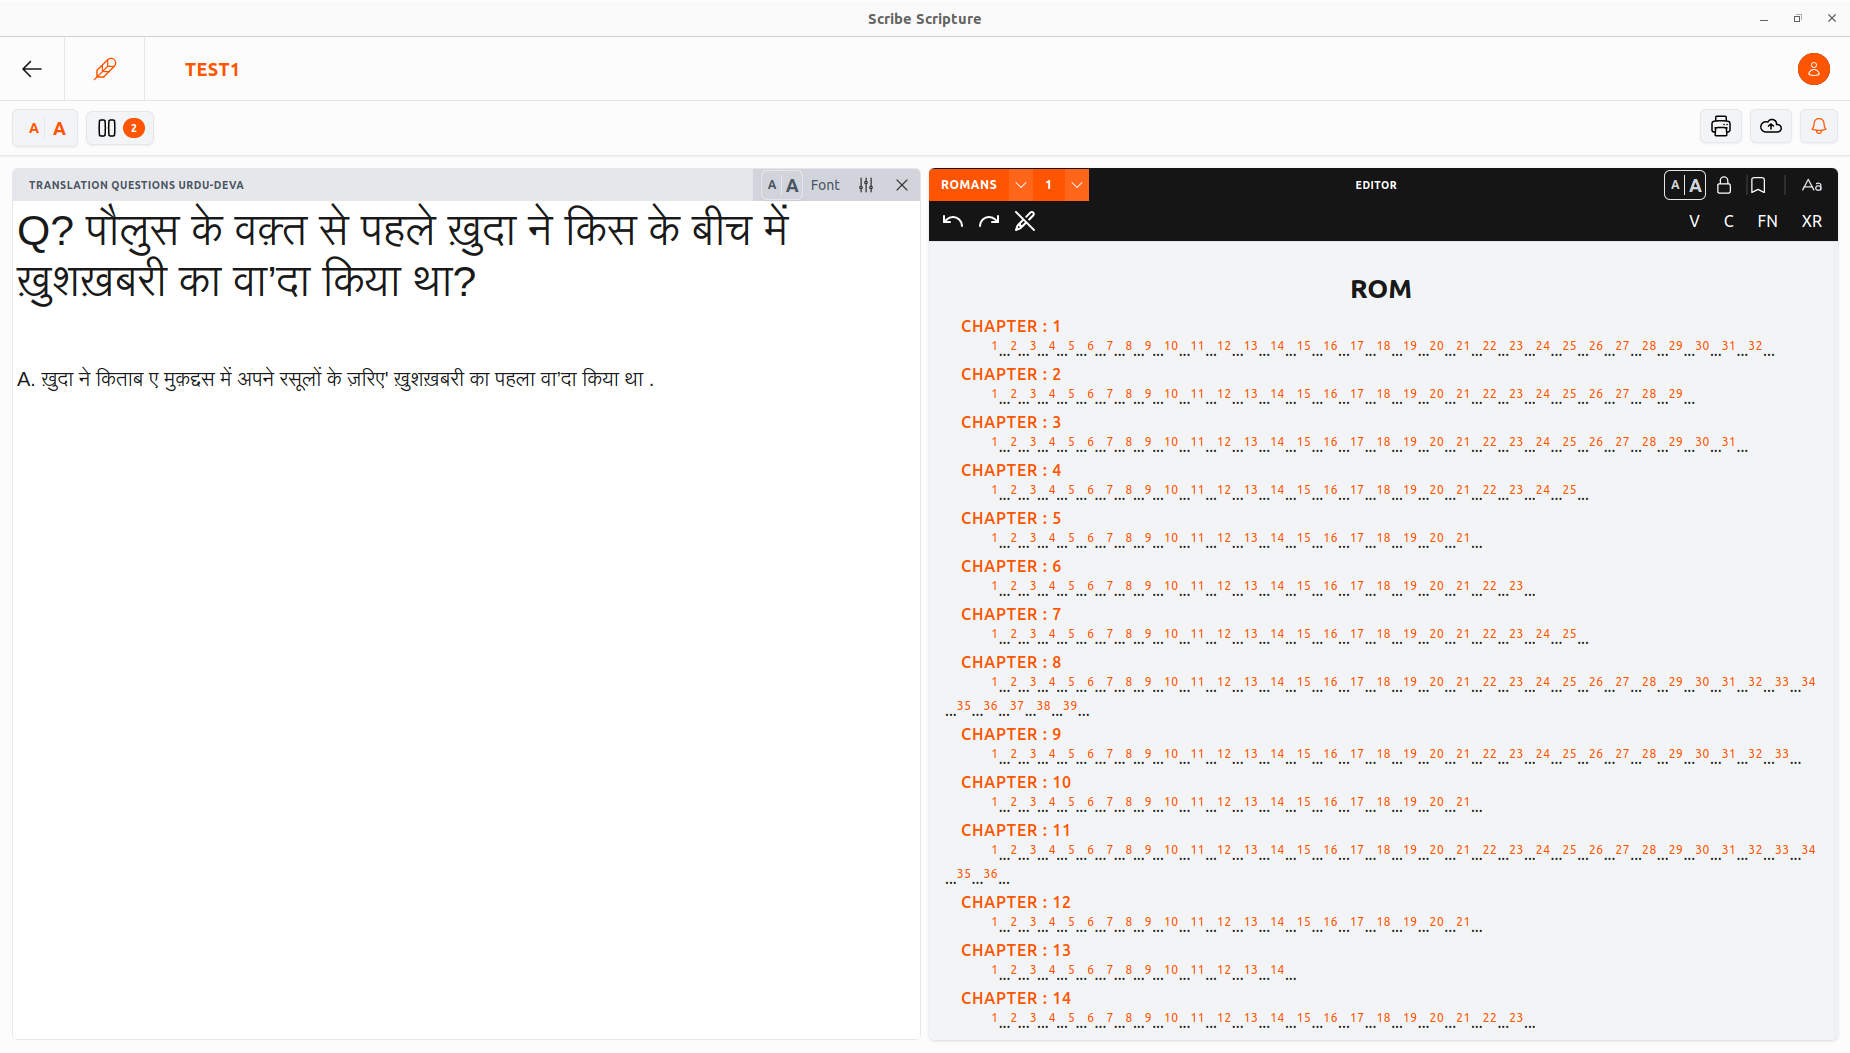 Scribe Scripture
TEST1
A A 2
TRANSLATION QUESTIONS URDU-DEVA
A A Font
Q? पौलुस के वक़्त से पहले ख़ुदा ने किस के बीच में
ख़ुशख़बरी का वा’दा किया था?
A. ख़ुदा ने किताब ए मुक़द्दस में अपने रसूलों के ज़रिए' ख़ुशख़बरी का पहला वा’दा किया था .
ROMANS 1 EDITOR A A Aa
V C FN XR
ROM
CHAPTER : 1
1...2...3...4...5...6...7...8...9...10...11...12...13...14...15...16...17...18...19...20...21...22...23...24...25...26...27...28...29...30...31...32...
CHAPTER : 2
1...2...3...4...5...6...7...8...9...10...11...12...13...14...15...16...17...18...19...20...21...22...23...24...25...26...27...28...29...
CHAPTER : 3
1...2...3...4...5...6...7...8...9...10...11...12...13...14...15...16...17...18...19...20...21...22...23...24...25...26...27...28...29...30...31...
CHAPTER : 4
1...2...3...4...5...6...7...8...9...10...11...12...13...14...15...16...17...18...19...20...21...22...23...24...25...
CHAPTER : 5
1...2...3...4...5...6...7...8...9...10...11...12...13...14...15...16...17...18...19...20...21...
CHAPTER : 6
1...2...3...4...5...6...7...8...9...10...11...12...13...14...15...16...17...18...19...20...21...22...23...
CHAPTER : 7
1...2...3...4...5...6...7...8...9...10...11...12...13...14...15...16...17...18...19...20...21...22...23...24...25...
CHAPTER : 8
1...2...3...4...5...6...7...8...9...10...11...12...13...14...15...16...17...18...19...20...21...22...23...24...25...26...27...28...29...30...31...32...33...34
...35...36...37...38...39...
CHAPTER : 9
1...2...3...4...5...6...7...8...9...10...11...12...13...14...15...16...17...18...19...20...21...22...23...24...25...26...27...28...29...30...31...32...33...
CHAPTER : 10
1...2...3...4...5...6...7...8...9...10...11...12...13...14...15...16...17...18...19...20...21...
CHAPTER : 11
1...2...3...4...5...6...7...8...9...10...11...12...13...14...15...16...17...18...19...20...21...22...23...24...25...26...27...28...29...30...31...32...33...34
...35...36...
CHAPTER : 12
1...2...3...4...5...6...7...8...9...10...11...12...13...14...15...16...17...18...19...20...21...
CHAPTER : 13
1...2...3...4...5...6...7...8...9...10...11...12...13...14...
CHAPTER : 14
1...2...3...4...5...6...7...8...9...10...11...12...13...14...15...16...17...18...19...20...21...22...23...